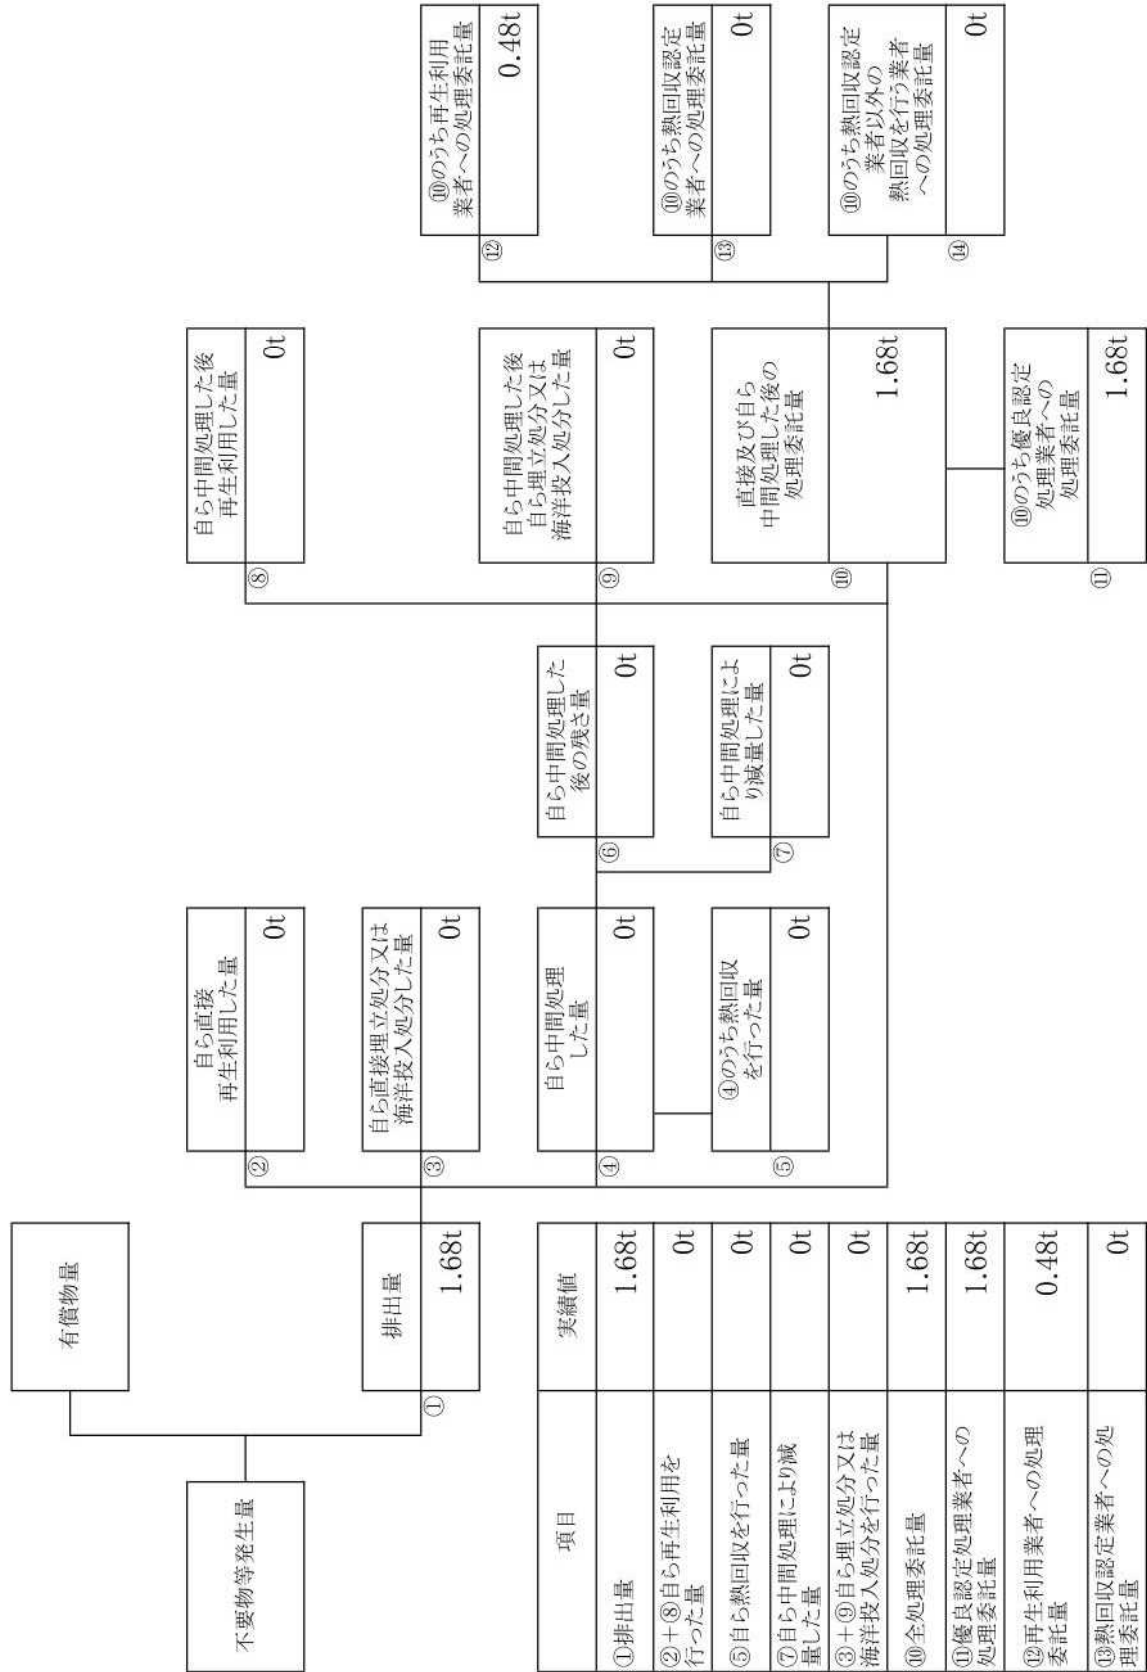 有償物量
不要物等発生量
排出量
①
1.68t
自ら直接
再生利用した量
②
0t
自ら直接埋立処分又は
海洋投入処分した量
③
0t
自ら中間処理
した量
④
0t
④のうち熱回収
を行った量
⑤
0t
自ら中間処理した
後の残さ量
⑥
0t
自ら中間処理によ
り減量した量
⑦
0t
自ら中間処理した後
再生利用した量
⑧
0t
自ら中間処理した後
自ら埋立処分又は
海洋投入処分した量
⑨
0t
直接及び自ら
中間処理した後の
処理委託量
⑩
1.68t
⑩のうち優良認定
処理業者への
処理委託量
⑪
1.68t
⑩のうち再生利用
業者への処理委託量
⑫
0.48t
⑩のうち熱回収認定
業者への処理委託量
⑬
0t
⑩のうち熱回収認定
業者以外の
熱回収を行う業者
への処理委託量
⑭
0t
項目 実績値
①排出量 1.68t
②+⑧自ら再生利用を
行った量 0t
⑤自ら熱回収を行った量 0t
⑦自ら中間処理により減
量した量 0t
③+⑨自ら埋立処分又は
海洋投入処分を行った量 0t
⑩全処理委託量 1.68t
⑪優良認定処理業者への
処理委託量 1.68t
⑫再生利用業者への処理
委託量 0.48t
⑬熱回収認定業者への処
理委託量 0t